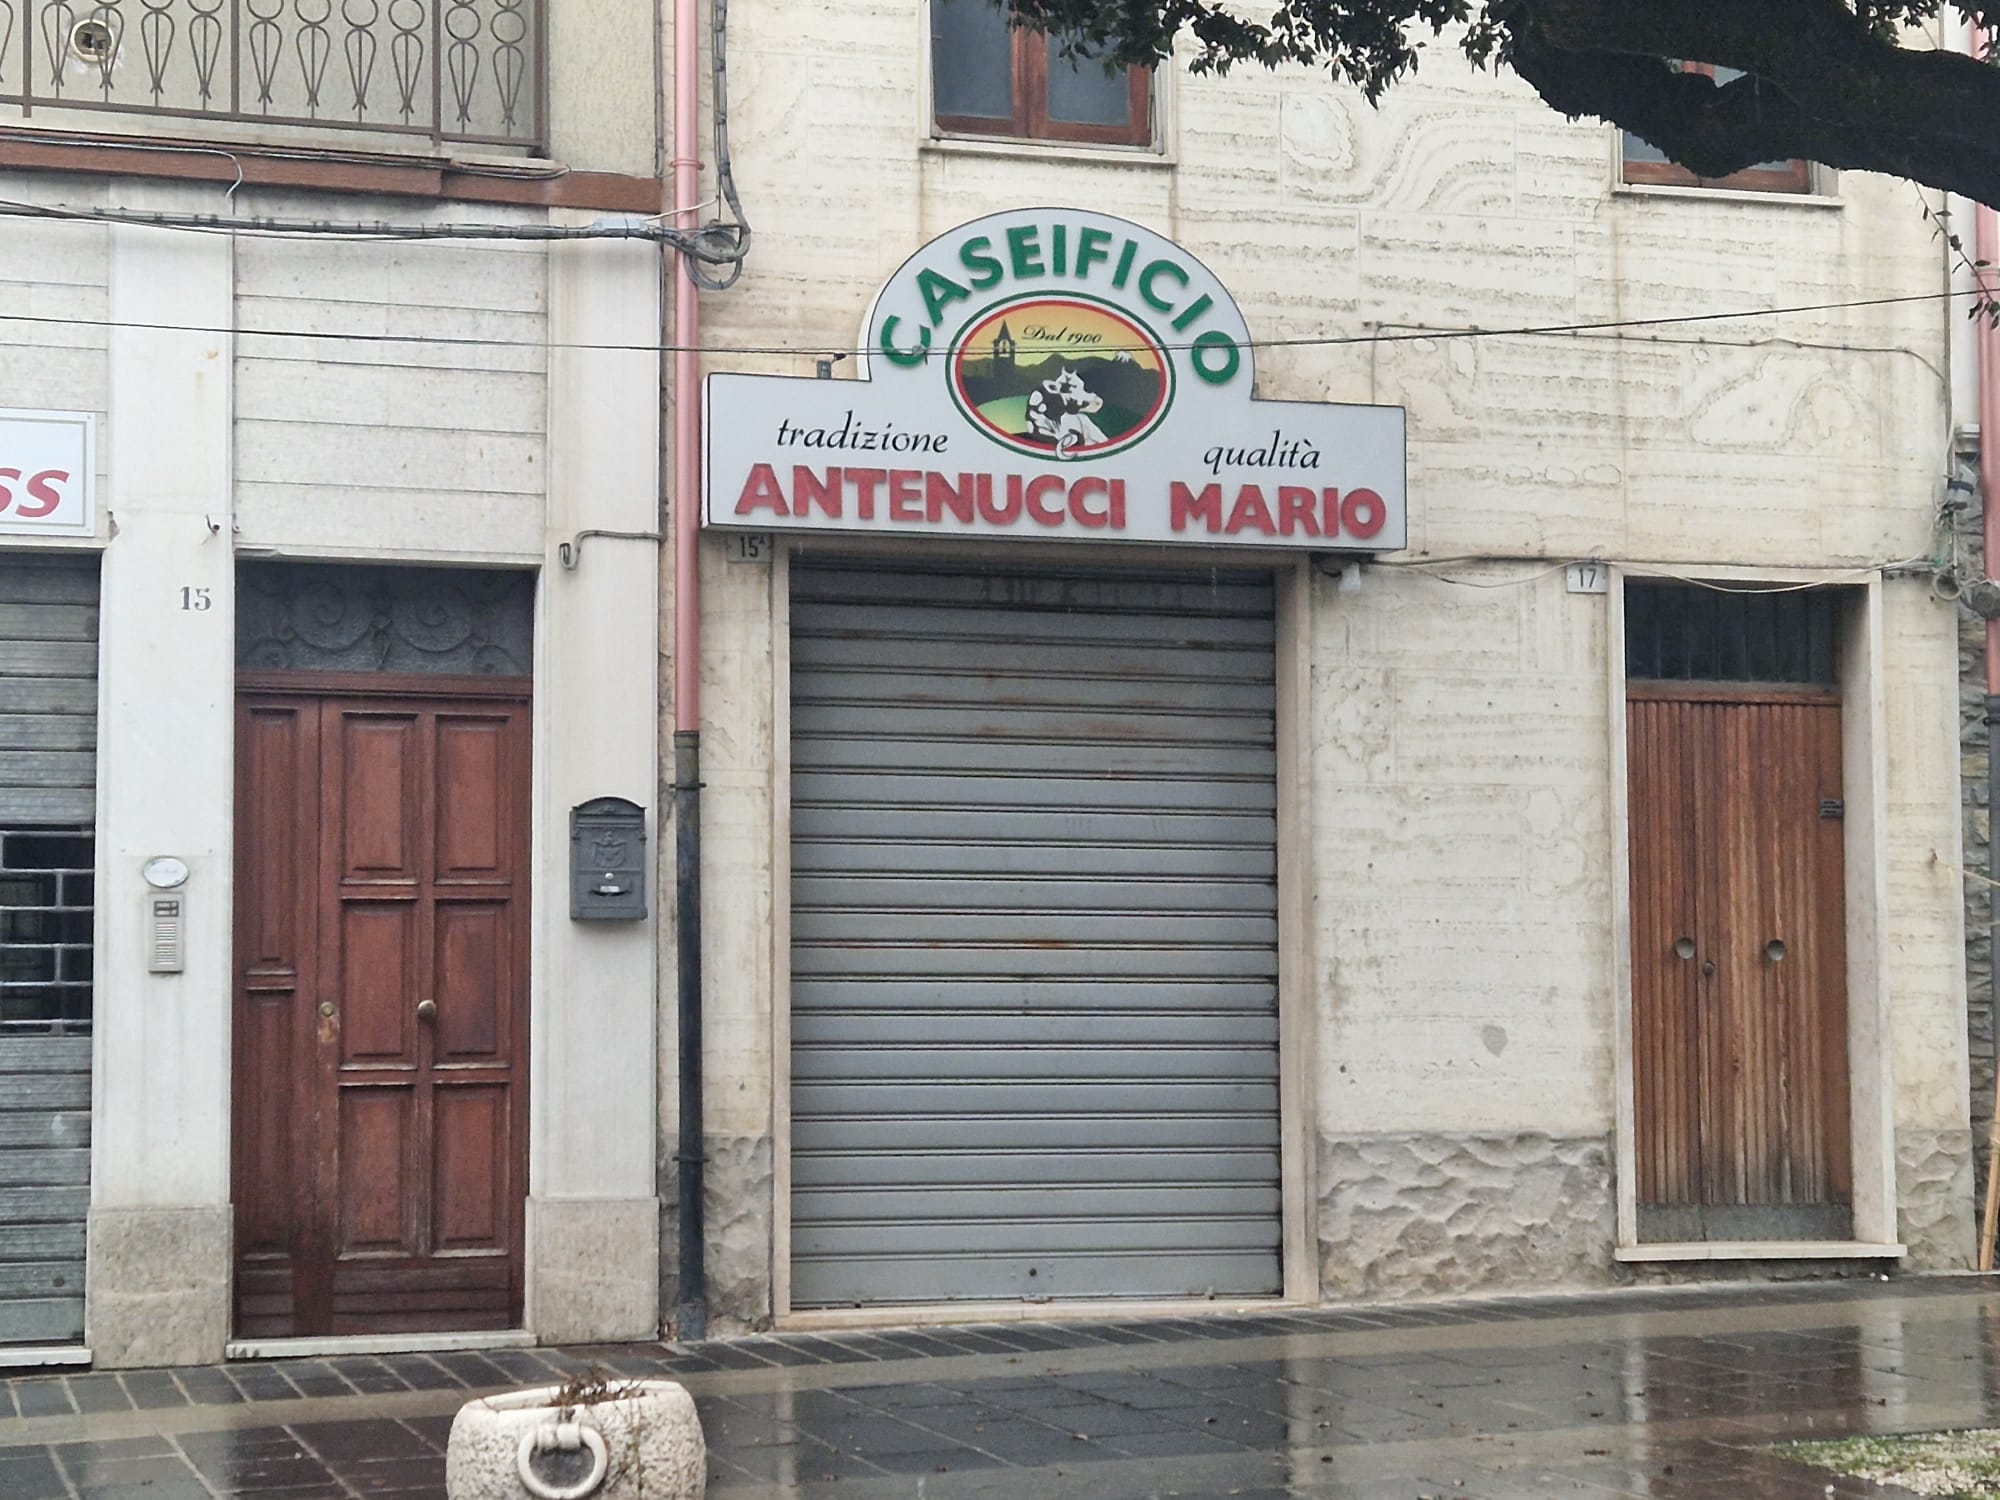 CASEIFICIO
Dal 1900
tradizione e qualità
ANTENUCCI MARIO
SS
15
15A
17